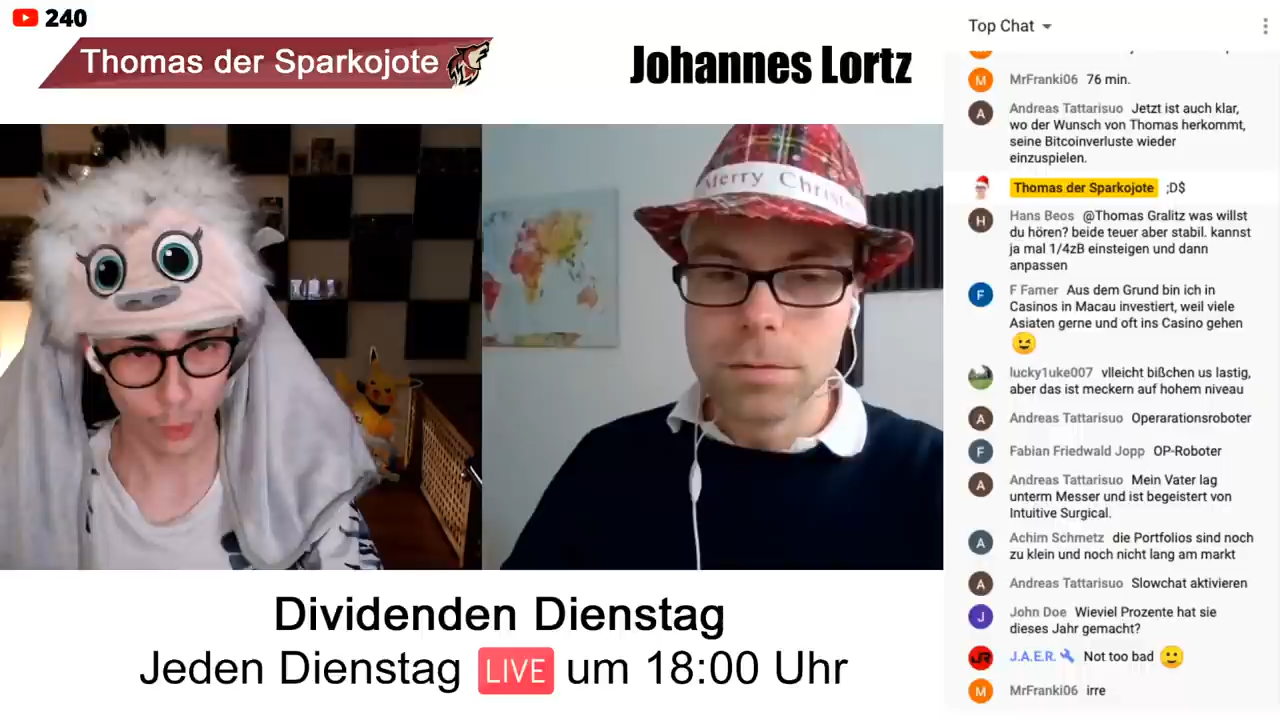 240
Thomas der Sparkojote
Johannes Lortz
Merry Christ
Dividenden Dienstag
Jeden Dienstag LIVE um 18:00 Uhr
Top Chat
MrFranki06 76 min.
Andreas Tattarisuo Jetzt ist auch klar,
wo der Wunsch von Thomas herkommt,
seine Bitcoinverluste wieder
einzuspielen.
Thomas der Sparkojote ;D$
Hans Beos @Thomas Gralitz was willst
du hören? beide teuer aber stabil. kannst
ja mal 1/4zB einsteigen und dann
anpassen
F Famer Aus dem Grund bin ich in
Casinos in Macau investiert, weil viele
Asiaten gerne und oft ins Casino gehen
lucky1uke007 vlleicht bißchen us lastig,
aber das ist meckern auf hohem niveau
Andreas Tattarisuo Operarationsroboter
Fabian Friedwald Jopp OP-Roboter
Andreas Tattarisuo Mein Vater lag
unterm Messer und ist begeistert von
Intuitive Surgical.
Achim Schmetz die Portfolios sind noch
zu klein und noch nicht lang am markt
Andreas Tattarisuo Slowchat aktivieren
John Doe Wieviel Prozente hat sie
dieses Jahr gemacht?
J.A.E.R. Not too bad
MrFranki06 irre